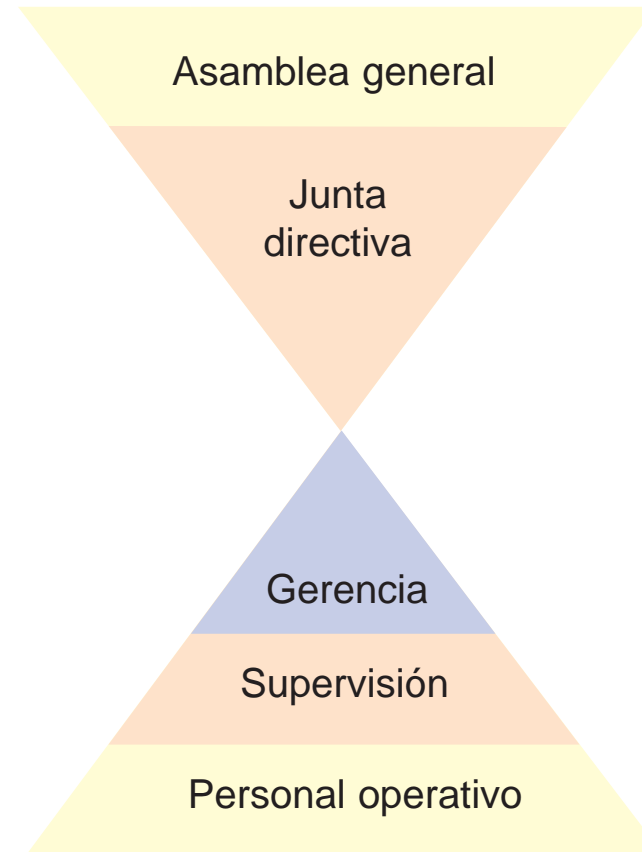 Asamblea general
Junta
directiva
Gerencia
Supervisión
Personal operativo